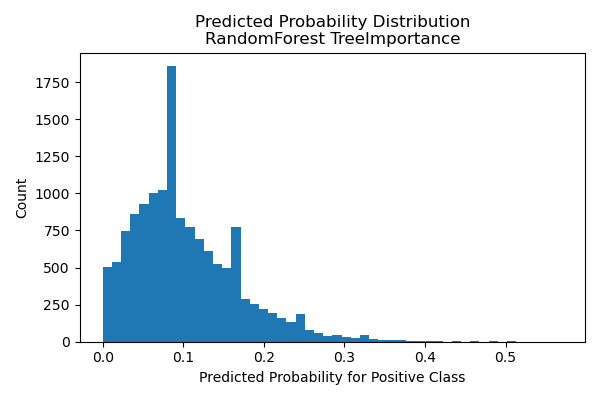 Predicted Probability Distribution
RandomForest TreeImportance
Count
1750
1500
1250
1000
750
500
250
0
0.0 0.1 0.2 0.3 0.4 0.5
Predicted Probability for Positive Class